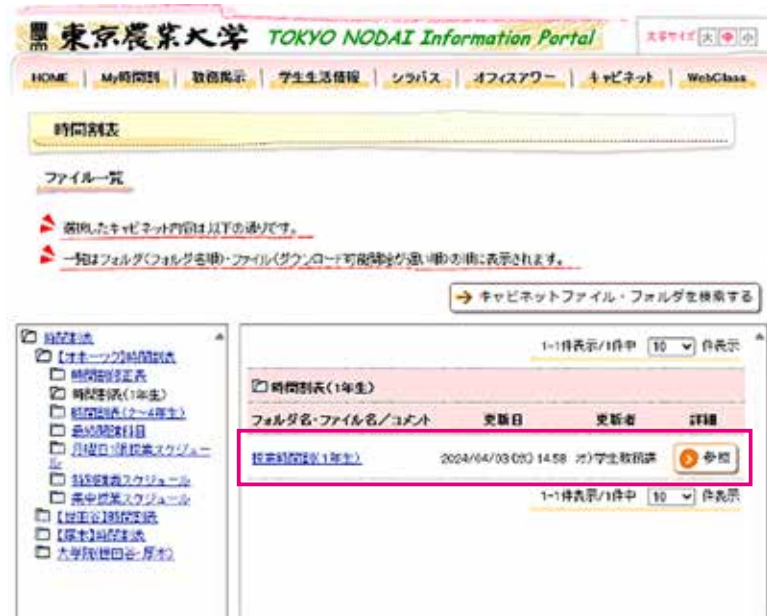 東京農業大学 TOKYO NODAI Information Portal 文字サイズ 大 中 小
HOME | My時間割 | 教務掲示 | 学生生活情報 | シラバス | オフィスアワー | キャビネット | WebClass
時間割表
ファイル一覧
選択したキャビネット内容は以下の通りです。
一覧はフォルダ(フォルダ名順)・ファイル(ダウンロード可能開始が遅い順)の順に表示されます。
キャビネットファイル・フォルダを検索する
時間割表
【オホーツク】時間割表
時間割修正表
時間割表(1年生)
時間割表(2～4年生)
最終開講科目
月曜日1限授業スケジュール
特別講義スケジュール
集中授業スケジュール
【世田谷】時間割表
【厚木】時間割表
大学院(世田谷・厚木)
1-1件表示/1件中 10 件表示
時間割表(1年生)
フォルダ名・ファイル名/コメント 更新日 更新者 詳細
授業時間割(1年生) 2024/04/03(水) 14:58 オ)学生教務課 参照
1-1件表示/1件中 10 件表示